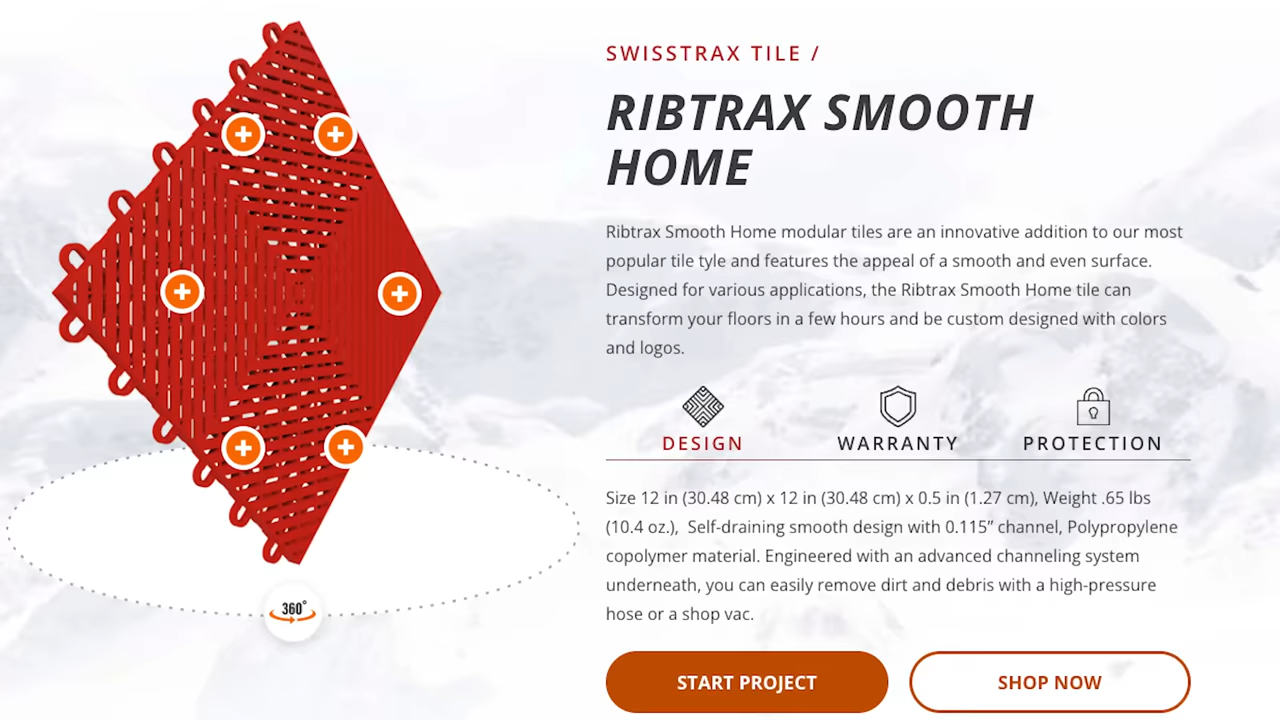 SWISSTRAX TILE /
RIBTRAX SMOOTH
HOME
Ribtrax Smooth Home modular tiles are an innovative addition to our most
popular tile tyle and features the appeal of a smooth and even surface.
Designed for various applications, the Ribtrax Smooth Home tile can
transform your floors in a few hours and be custom designed with colors
and logos.
DESIGN
WARRANTY
PROTECTION
Size 12 in (30.48 cm) x 12 in (30.48 cm) x 0.5 in (1.27 cm), Weight .65 lbs
(10.4 oz.),  Self-draining smooth design with 0.115” channel, Polypropylene
copolymer material. Engineered with an advanced channeling system
underneath, you can easily remove dirt and debris with a high-pressure
hose or a shop vac.
360°
START PROJECT
SHOP NOW